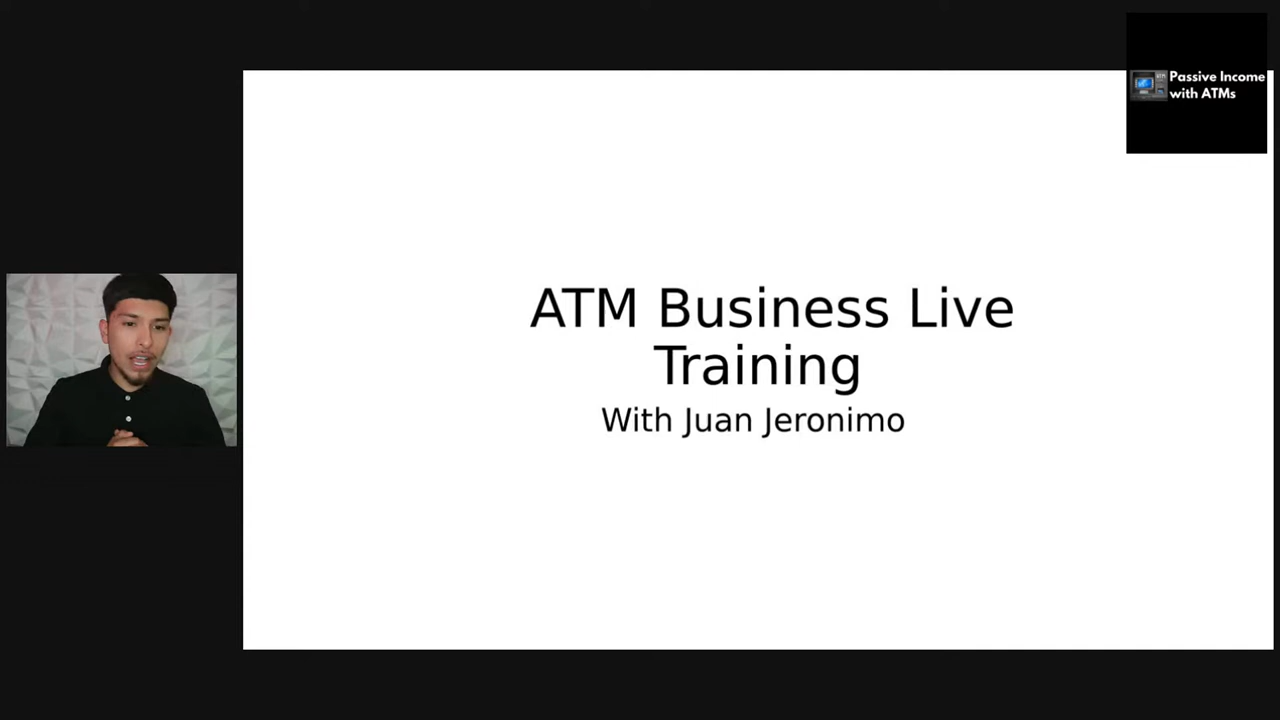 Passive Income
with ATMs
ATM Business Live
Training
With Juan Jeronimo